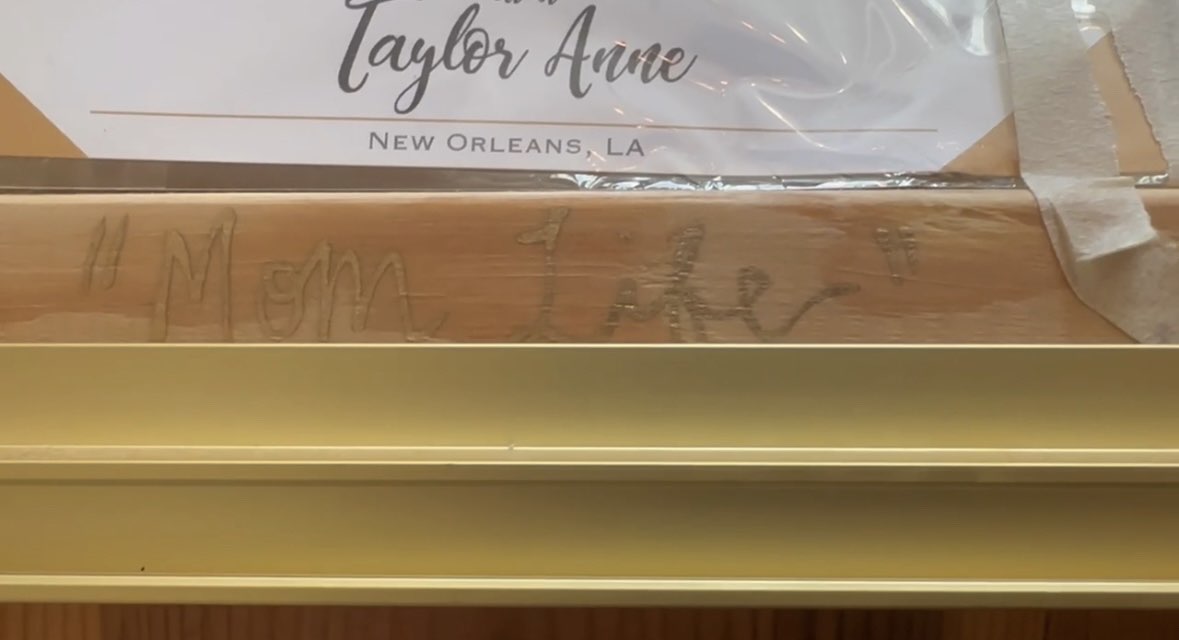 Taylor Anne
NEW ORLEANS, LA
"Mom Life"